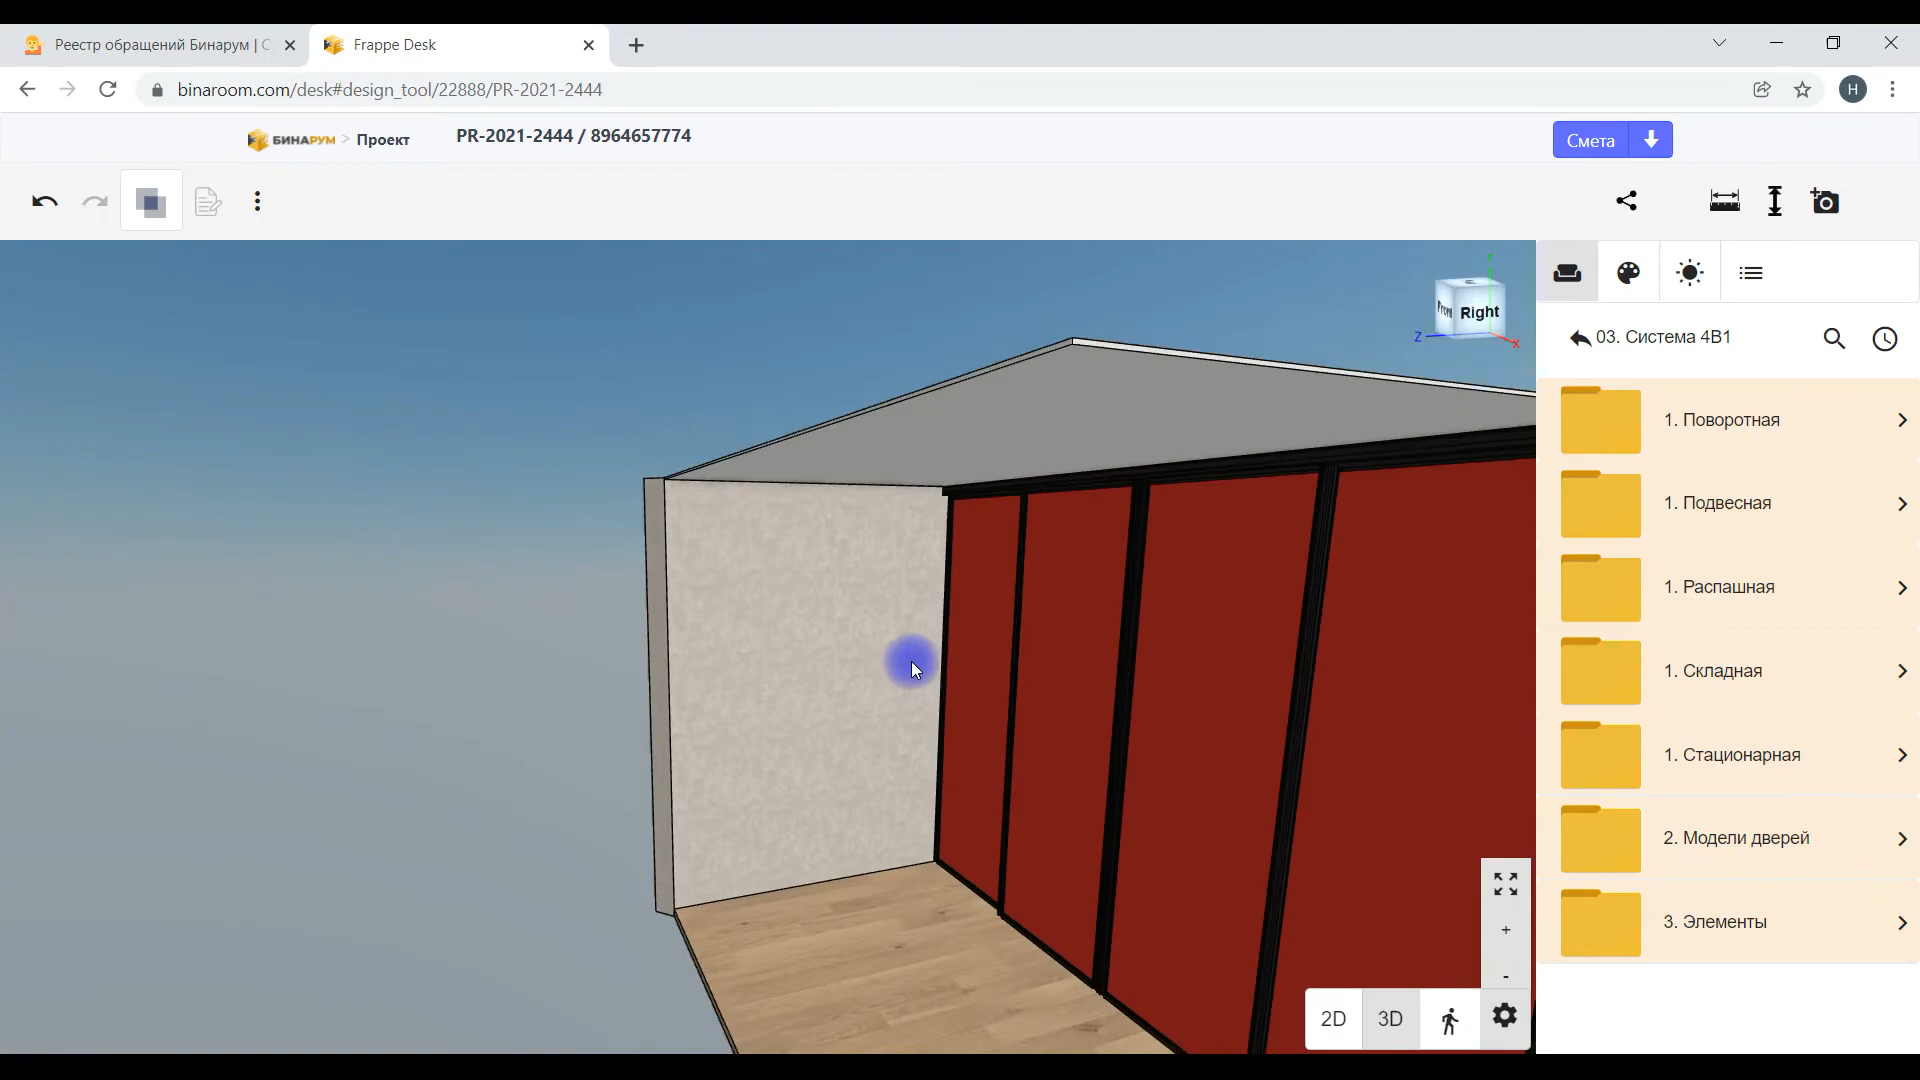 Реестр обращений Бинарум | С
Frappe Desk
binaroom.com/desk#design_tool/22888/PR-2021-2444
H
БИНАРУМ > Проект
PR-2021-2444 / 8964657774
Смета
Front
Right
Y
Z
X
03. Система 4В1
1. Поворотная
1. Подвесная
1. Распашная
1. Складная
1. Стационарная
2. Модели дверей
3. Элементы
+
-
2D
3D